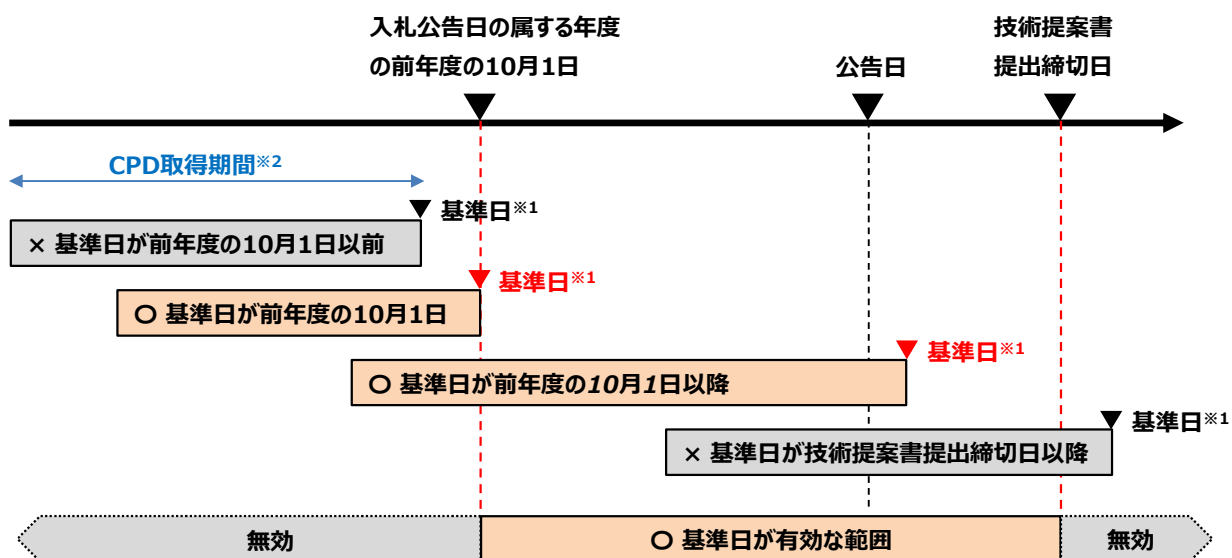 入札公告日の属する年度
の前年度の10月1日
公告日
技術提案書
提出締切日
CPD取得期間※2
基準日※1
× 基準日が前年度の10月1日以前
基準日※1
〇 基準日が前年度の10月1日
基準日※1
〇 基準日が前年度の10月1日以降
基準日※1
× 基準日が技術提案書提出締切日以降
無効
〇 基準日が有効な範囲
無効